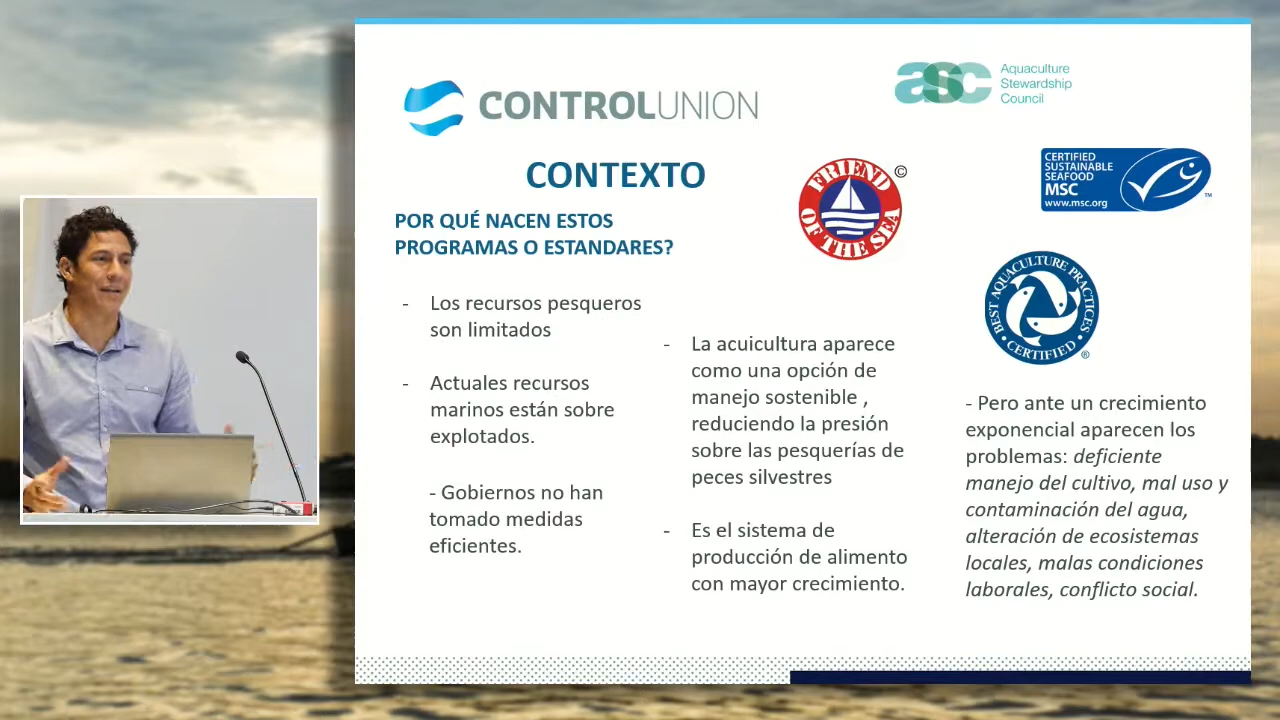 CONTROLUNION
asc Aquaculture
Stewardship
Council
CONTEXTO
FRIEND
OF THE SEA
©
CERTIFIED
SUSTAINABLE
SEAFOOD
MSC
www.msc.org
TM
POR QUÉ NACEN ESTOS
PROGRAMAS O ESTANDARES?
BEST AQUACULTURE PRACTICES
CERTIFIED
®
- Los recursos pesqueros
son limitados
- Actuales recursos
marinos están sobre
explotados.
- Gobiernos no han
tomado medidas
eficientes.
- La acuicultura aparece
como una opción de
manejo sostenible ,
reduciendo la presión
sobre las pesquerías de
peces silvestres
- Es el sistema de
producción de alimento
con mayor crecimiento.
- Pero ante un crecimiento
exponencial aparecen los
problemas: deficiente
manejo del cultivo, mal uso y
contaminación del agua,
alteración de ecosistemas
locales, malas condiciones
laborales, conflicto social.